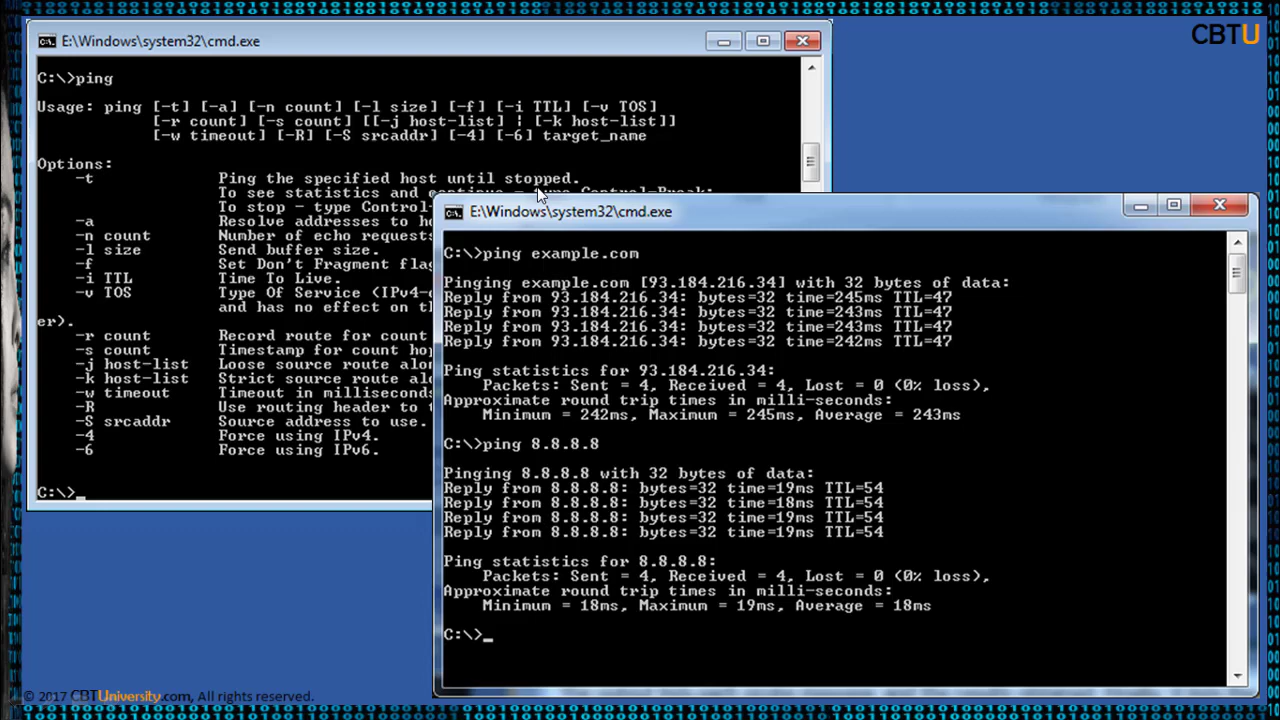 CBTU
E:\Windows\system32\cmd.exe
C:\>ping
Usage: ping [-t] [-a] [-n count] [-l size] [-f] [-i TTL] [-v TOS]
[-r count] [-s count] [[-j host-list] ¦ [-k host-list]]
[-w timeout] [-R] [-S srcaddr] [-4] [-6] target_name
Options:
-t Ping the specified host until stopped.
To see statistics and continue - type Control-Break;
To stop - type Control-
-a Resolve addresses to
-n count Number of echo requests
-l size Send buffer size.
-f Set Don't Fragment
-i TTL Time To Live.
-v TOS Type Of Service
and has no effect on
er).
-r count Record route for count
-s count Timestamp for count
-j host-list Loose source route
-k host-list Strict source route
-w timeout Timeout in milliseconds
-R Use routing header to
-S srcaddr Source address to use.
-4 Force using IPv4.
-6 Force using IPv6.
C:\>_
E:\Windows\system32\cmd.exe
C:\>ping example.com
Pinging example.com [93.184.216.34] with 32 bytes of data:
Reply from 93.184.216.34: bytes=32 time=245ms TTL=47
Reply from 93.184.216.34: bytes=32 time=243ms TTL=47
Reply from 93.184.216.34: bytes=32 time=243ms TTL=47
Reply from 93.184.216.34: bytes=32 time=242ms TTL=47
Ping statistics for 93.184.216.34:
Packets: Sent = 4, Received = 4, Lost = 0 (0% loss),
Approximate round trip times in milli-seconds:
Minimum = 242ms, Maximum = 245ms, Average = 243ms
C:\>ping 8.8.8.8
Pinging 8.8.8.8 with 32 bytes of data:
Reply from 8.8.8.8: bytes=32 time=19ms TTL=54
Reply from 8.8.8.8: bytes=32 time=18ms TTL=54
Reply from 8.8.8.8: bytes=32 time=19ms TTL=54
Reply from 8.8.8.8: bytes=32 time=19ms TTL=54
Ping statistics for 8.8.8.8:
Packets: Sent = 4, Received = 4, Lost = 0 (0% loss),
Approximate round trip times in milli-seconds:
Minimum = 18ms, Maximum = 19ms, Average = 18ms
C:\>_
© 2017 CBTUniversity.com, All rights reserved.